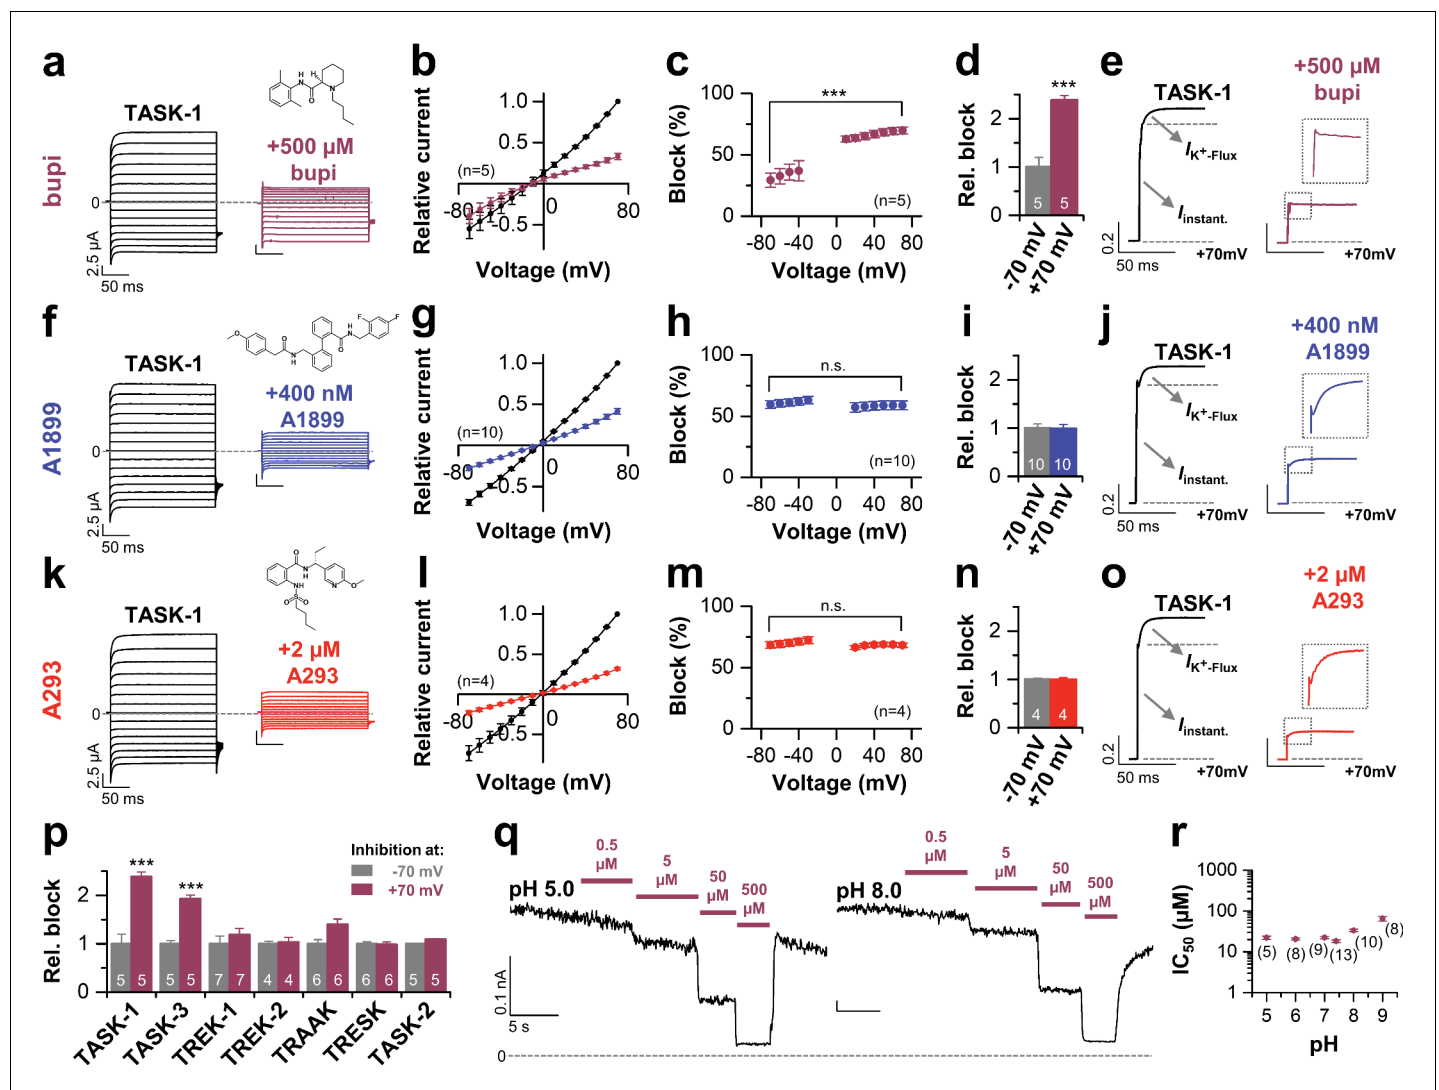 a
bupi
TASK-1
+500 µM
bupi
0
2.5 µA
50 ms
b
Relative current
1.0
0.5
(n=5)
-80
0
80
-0.5
Voltage (mV)
c
Block (%)
100
50
0
***
(n=5)
-80 -40 0 40 80
Voltage (mV)
d
Rel. block
2
1
0
***
5 5
-70 mV
+70 mV
e
TASK-1
IK+-Flux
Iinstant.
0.2
50 ms
+70mV
+500 µM
bupi
+70mV
f
A1899
TASK-1
+400 nM
A1899
0
2.5 µA
50 ms
g
Relative current
1.0
0.5
(n=10)
-80
0
80
-0.5
Voltage (mV)
h
Block (%)
100
50
0
n.s.
(n=10)
-80 -40 0 40 80
Voltage (mV)
i
Rel. block
2
1
0
10 10
-70 mV
+70 mV
j
TASK-1
IK+-Flux
Iinstant.
0.2
50 ms
+70mV
+400 nM
A1899
+70mV
k
A293
TASK-1
+2 µM
A293
0
2.5 µA
50 ms
l
Relative current
1.0
0.5
(n=4)
-80
0
80
-0.5
Voltage (mV)
m
Block (%)
100
50
0
n.s.
(n=4)
-80 -40 0 40 80
Voltage (mV)
n
Rel. block
2
1
0
4 4
-70 mV
+70 mV
o
TASK-1
IK+-Flux
Iinstant.
0.2
50 ms
+70mV
+2 µM
A293
+70mV
p
Inhibition at:
-70 mV
+70 mV
Rel. block
2
1
0
***
***
5 5 5 5 7 7 4 4 6 6 6 6 5 5
TASK-1 TASK-3 TREK-1 TREK-2 TRAAK TRESK TASK-2
q
pH 5.0
0.5
µM
5
µM
50
µM
500
µM
0.1 nA
5 s
0
pH 8.0
0.5
µM
5
µM
50
µM
500
µM
r
IC50 (µM)
1000
100
10
1
(5) (8) (9) (13) (10) (8)
5 6 7 8 9
pH